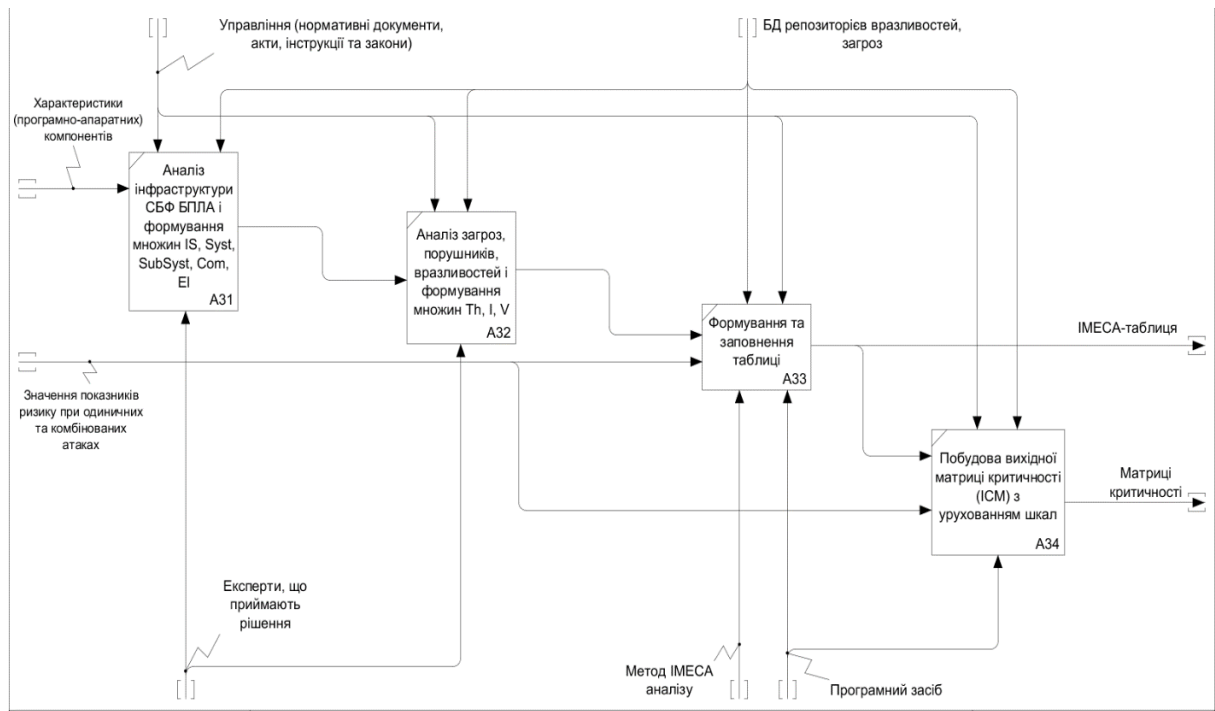 Управління (нормативні документи,
акти, інструкції та закони)
БД репозиторієв вразливостей,
загроз
Характеристики
(програмно-апаратних)
компонентів
Аналіз
інфраструктури
СБФ БПЛА і
формування
множин IS, Syst,
SubSyst, Com,
El
A31
Аналіз загроз,
порушників,
вразливостей і
формування
множин Th, I, V
A32
Формування та
заповнення
таблиці
A33
IMECA-таблиця
Значення показників
ризику при одиничних
та комбінованих
атаках
Побудова вихідної
матриці критичності
(ICM) з
урухованням шкал
A34
Матриці
критичності
Експерти, що
приймають
рішення
Метод IMECA
аналізу
Програмний засіб